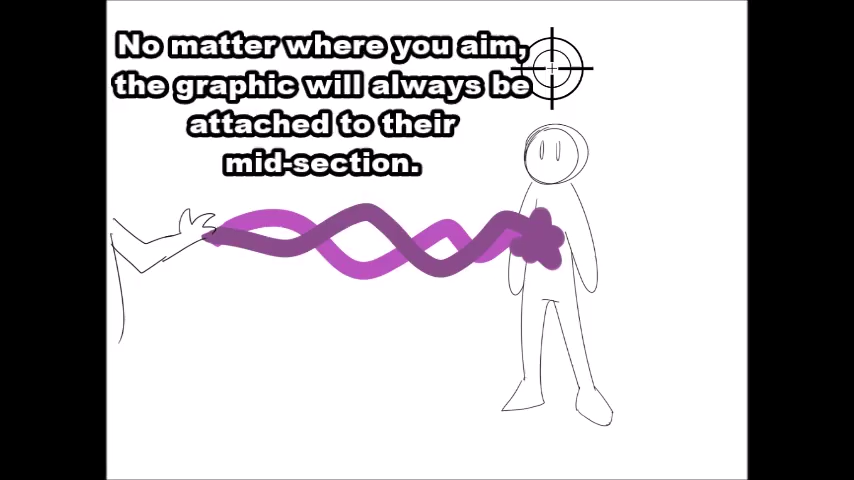 No matter where you aim,
the graphic will always be
attached to their
mid-section.